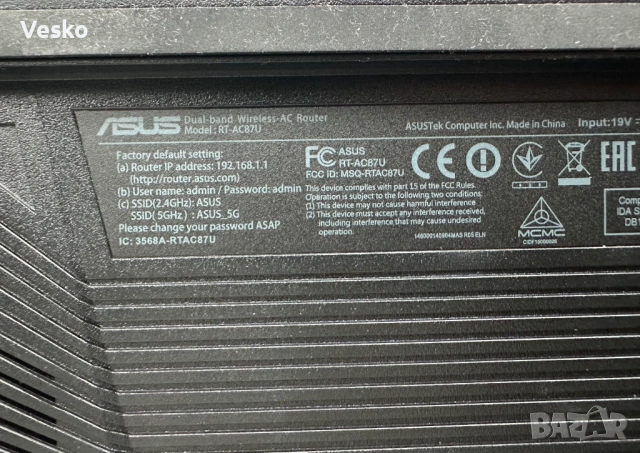 Vesko
ASUS Dual-band Wireless-AC Router
Model: RT-AC87U
ASUSTek Computer Inc. Made in China Input:19V
Factory default setting:
(a) Router IP address: 192.168.1.1
(http://router.asus.com)
(b) User name: admin / Password: admin
(c) SSID(2.4GHz): ASUS
SSID (5GHz) : ASUS_5G
Please change your password ASAP
IC: 3568A-RTAC87U
FC ASUS
RT-AC87U
FCC ID: MSQ-RTAC87U
This device complies with part 15 of the FCC Rules.
Operation is subject to the following two conditions:
(1) This device may not cause harmful interference
(2) This device must accept any interference received,
including interference that may cause undesired
operation.
CE
EAC
MCMC
Comp
IDA S
DB1
BAZAR